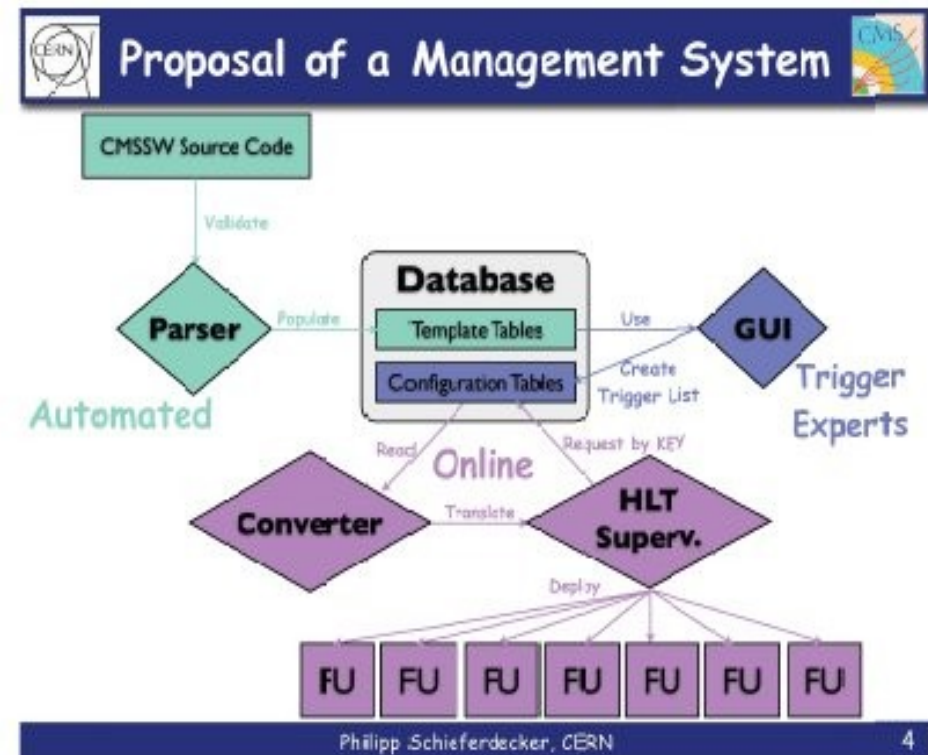 CERN
Proposal of a Management System
CMS
CMSSW Source Code
Validate
Database
Parser
Populate
Template Tables
Use
GUI
Configuration Tables
Create
Trigger List
Automated
Trigger
Experts
Read
Online
Request by KEY
Converter
Translate
HLT
Superv.
Deploy
FU FU FU FU FU FU FU
Philipp Schieferdecker, CERN
4